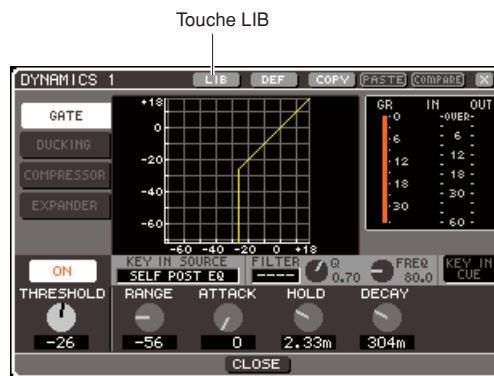 Touche LIB
DYNAMICS 1 LIB DEF COPY PASTE COMPARE X
GATE
DUCKING
COMPRESSOR
EXPANDER
+18
0
-20
-40
-60
-60 -40 -20 0 +18
GR IN OUT
0 -OVER-
6 6
12 12
18 18
30 30
60
KEY IN SOURCE FILTER Q FREQ KEY IN
SELF POST EQ ---- 0.70 80.0 CUE
ON
THRESHOLD RANGE ATTACK HOLD DECAY
-26 -56 0 2.33m 304m
CLOSE